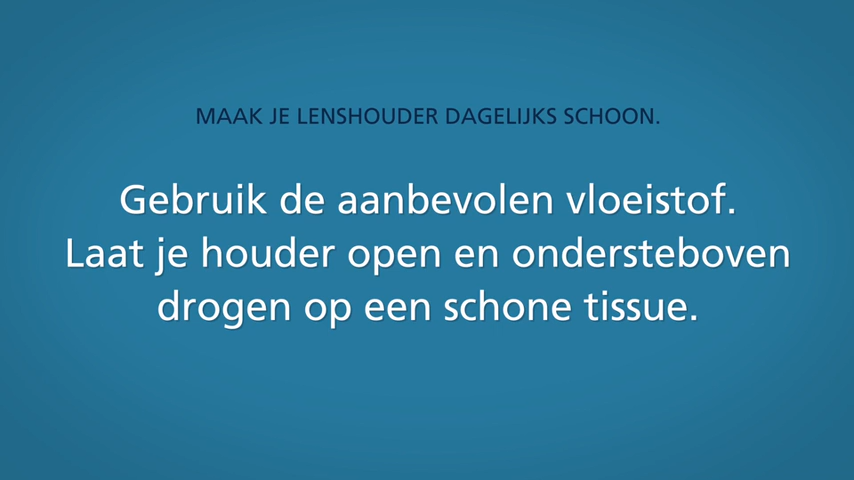 MAAK JE LENSHOUDER DAGELIJKS SCHOON.
Gebruik de aanbevolen vloeistof.
Laat je houder open en ondersteboven
drogen op een schone tissue.